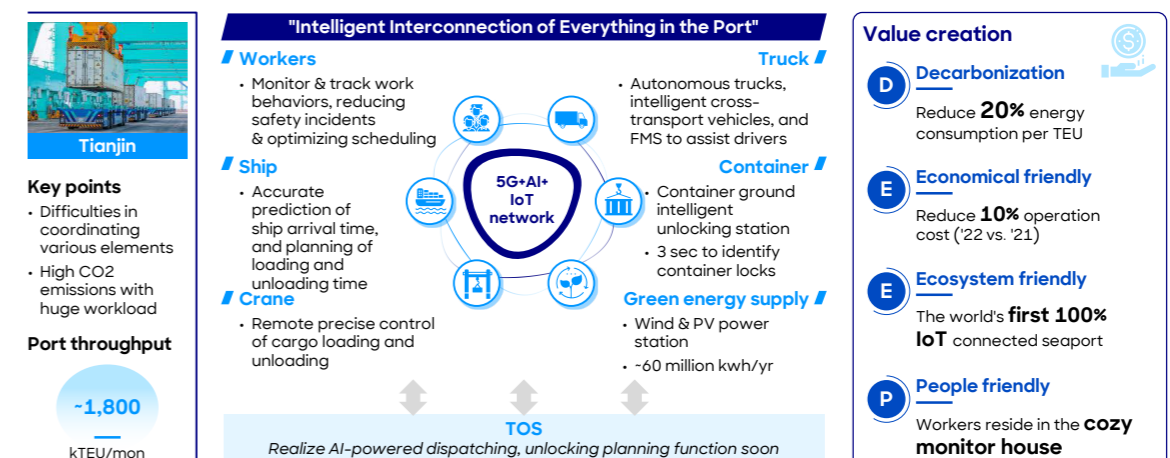 Tianjin
Key points
• Difficulties in
coordinating
various elements
• High CO2
emissions with
huge workload
Port throughput
~1,800
kTEU/mon
"Intelligent Interconnection of Everything in the Port"
Workers
• Monitor & track work
behaviors, reducing
safety incidents
& optimizing scheduling
Ship
• Accurate
prediction of
ship arrival time,
and planning of
loading and
unloading time
Crane
• Remote precise control
of cargo loading and
unloading
5G+AI+
IoT
network
Truck
• Autonomous trucks,
intelligent cross-
transport vehicles, and
FMS to assist drivers
Container
• Container ground
intelligent
unlocking station
• 3 sec to identify
container locks
Green energy supply
• Wind & PV power
station
• ~60 million kwh/yr
TOS
Realize AI-powered dispatching, unlocking planning function soon
Value creation
D
Decarbonization
Reduce 20% energy
consumption per TEU
E
Economical friendly
Reduce 10% operation
cost ('22 vs. '21)
E
Ecosystem friendly
The world's first 100%
IoT connected seaport
P
People friendly
Workers reside in the cozy
monitor house